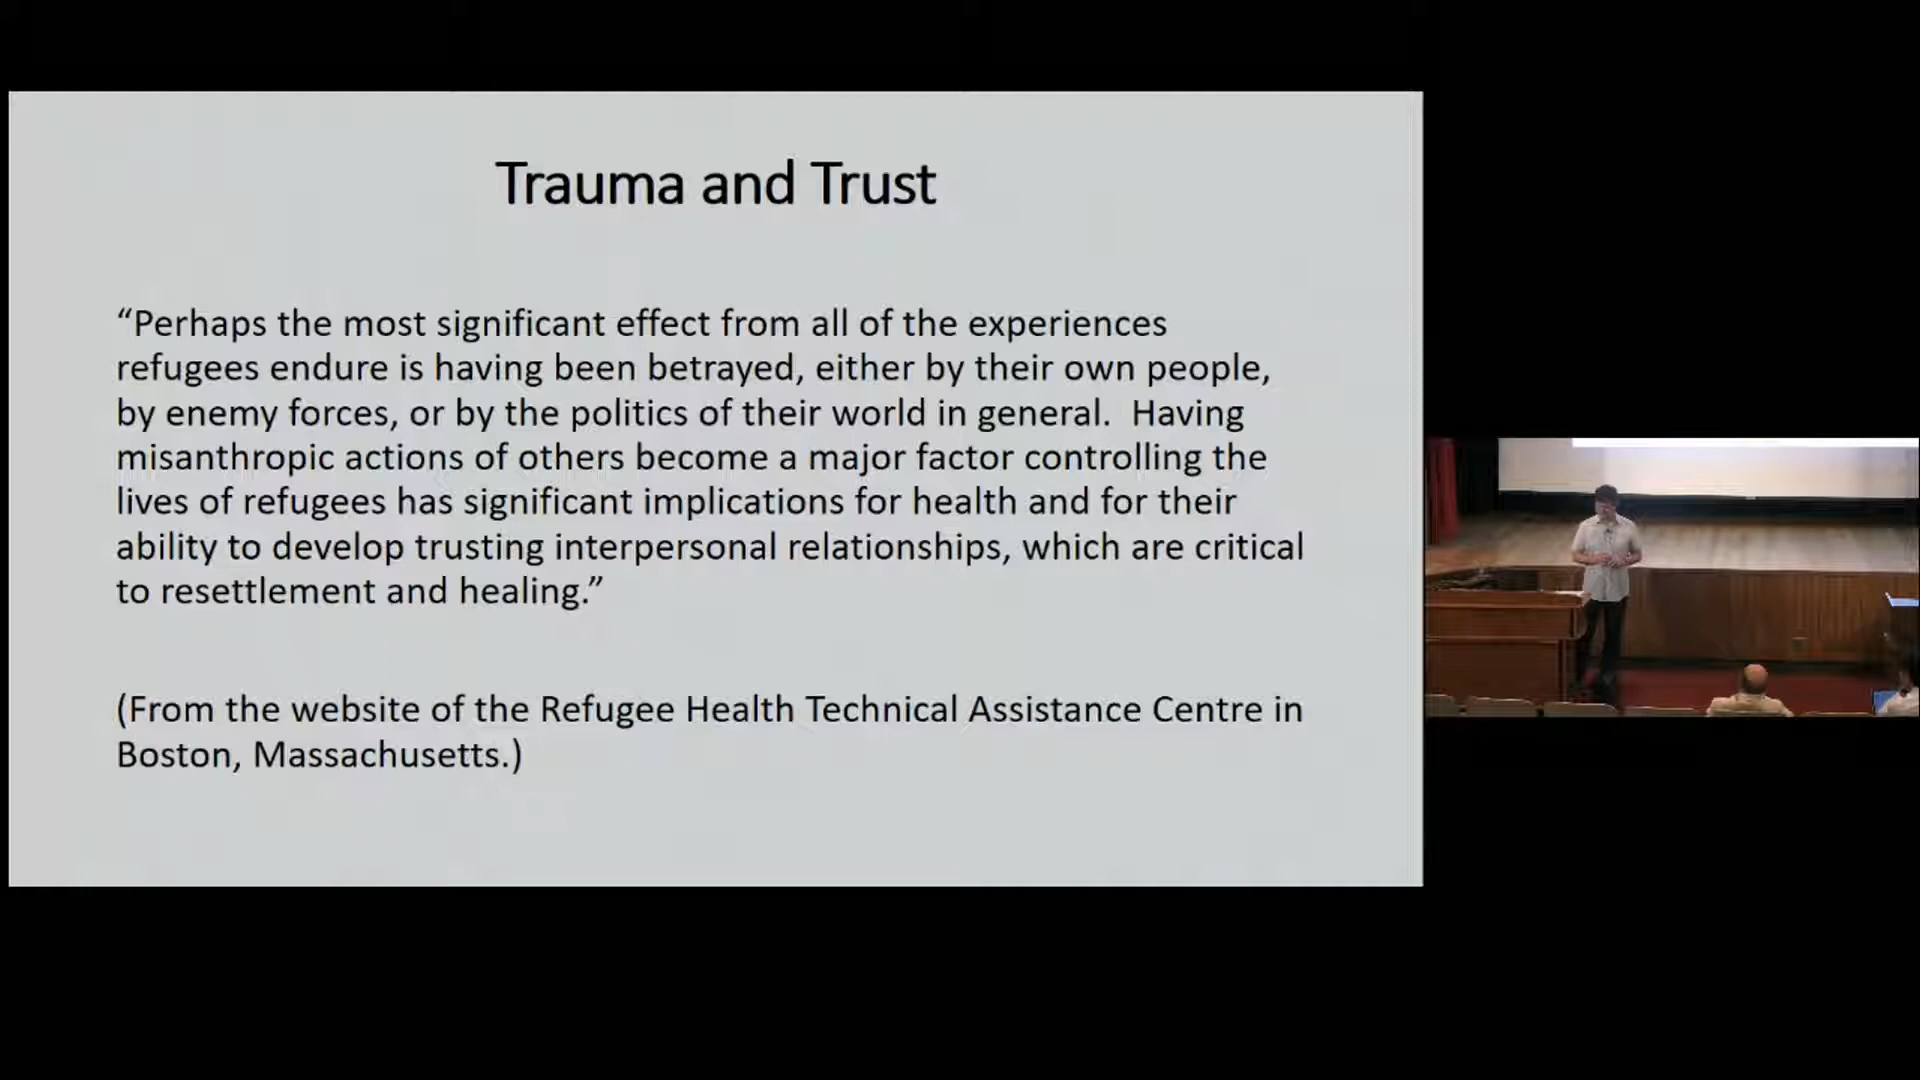 Trauma and Trust
“Perhaps the most significant effect from all of the experiences
refugees endure is having been betrayed, either by their own people,
by enemy forces, or by the politics of their world in general.  Having
misanthropic actions of others become a major factor controlling the
lives of refugees has significant implications for health and for their
ability to develop trusting interpersonal relationships, which are critical
to resettlement and healing.”
(From the website of the Refugee Health Technical Assistance Centre in
Boston, Massachusetts.)